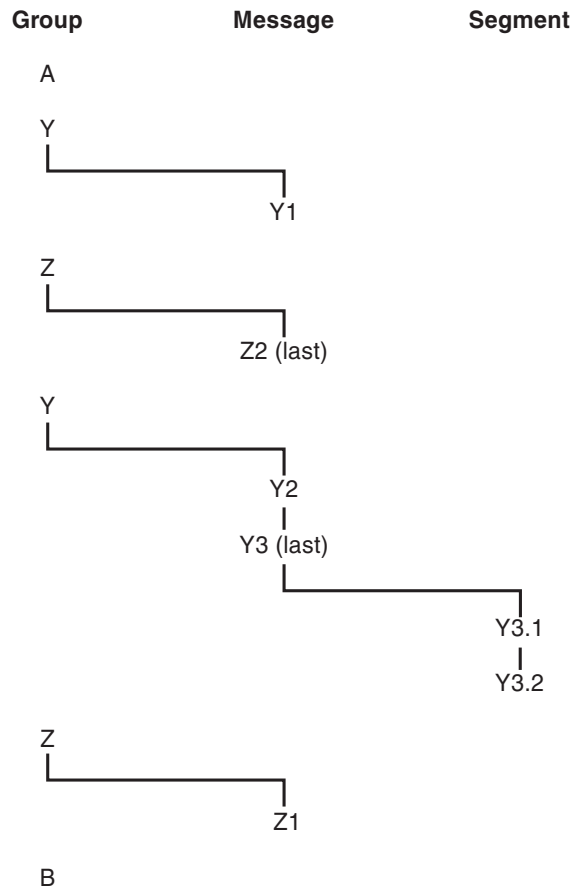 Group Message Segment
A
Y
Y1
Z
Z2 (last)
Y
Y2
Y3 (last)
Y3.1
Y3.2
Z
Z1
B